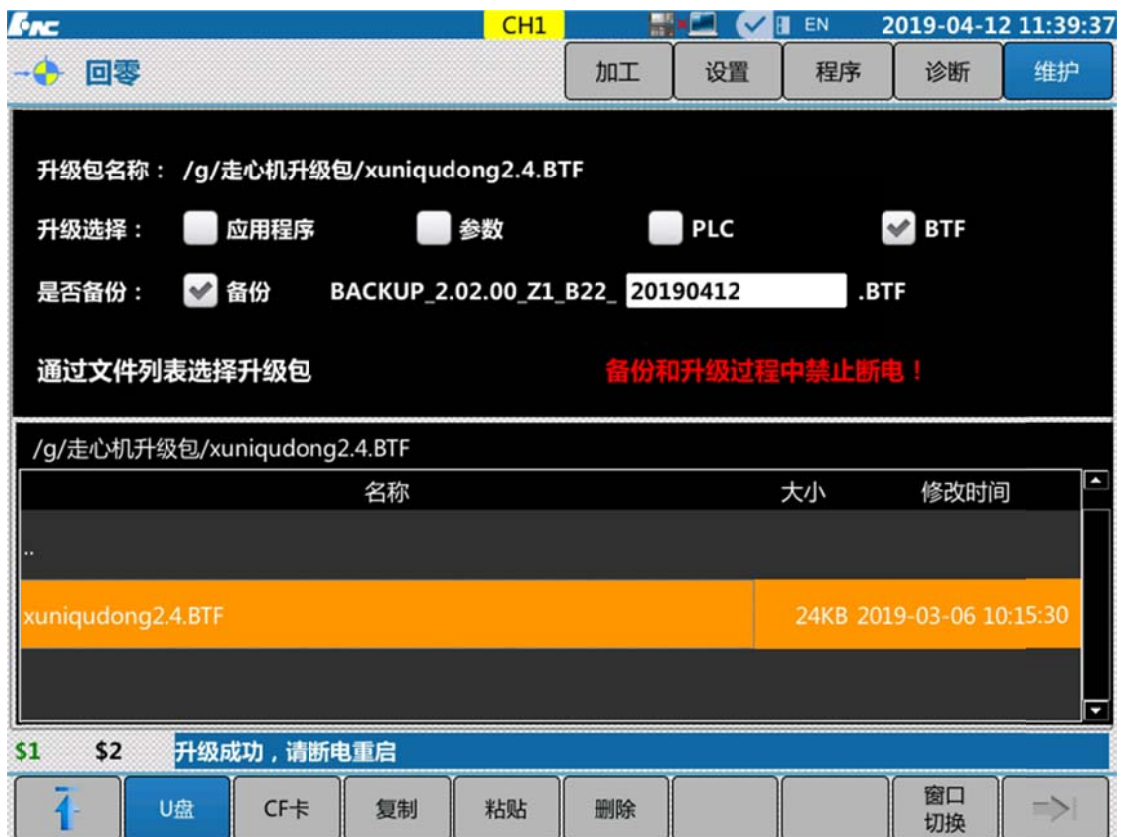 HNC CH1 EN 2019-04-12 11:39:37
回零 加工 设置 程序 诊断 维护
升级包名称： /g/走心机升级包/xuniqudong2.4.BTF
升级选择： 应用程序 参数 PLC BTF
是否备份： 备份 BACKUP_2.02.00_Z1_B22_ 20190412 .BTF
通过文件列表选择升级包 备份和升级过程中禁止断电！
/g/走心机升级包/xuniqudong2.4.BTF
名称 大小 修改时间
..
xuniqudong2.4.BTF 24KB 2019-03-06 10:15:30
$1 $2 升级成功，请断电重启
U盘 CF卡 复制 粘贴 删除 窗口
切换